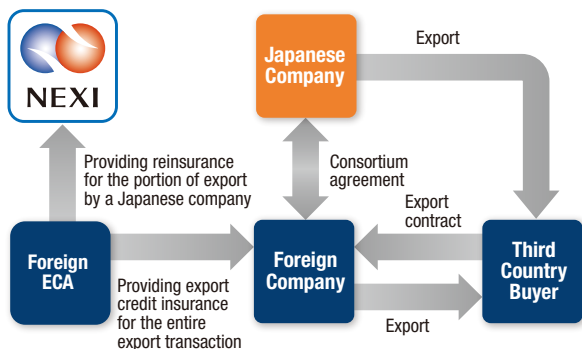 NEXI
Japanese
Company
Export
Providing reinsurance
for the portion of export
by a Japanese company
Consortium
agreement
Export
contract
Foreign
ECA
Foreign
Company
Third
Country
Buyer
Providing export
credit insurance
for the entire
export transaction
Export